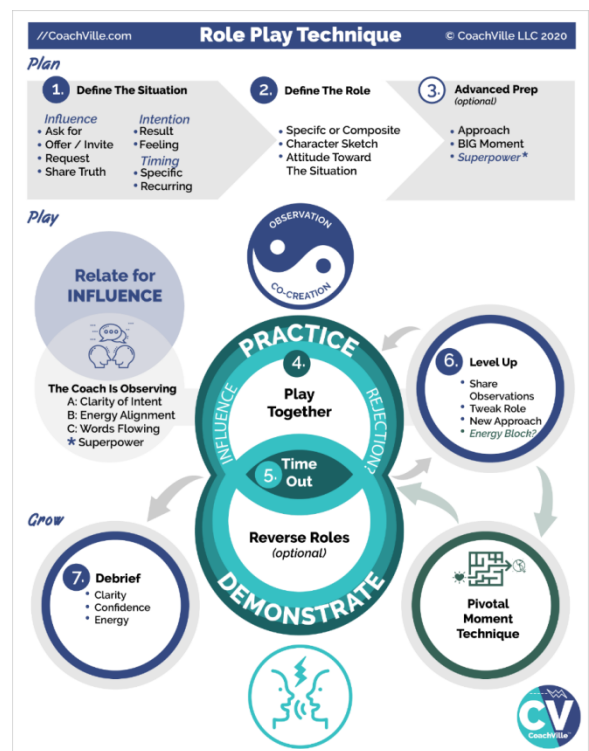 //CoachVille.com
Role Play Technique
© CoachVille LLC 2020
Plan
1. Define The Situation
Influence
• Ask for
• Offer / Invite
• Request
• Share Truth
Intention
• Result
• Feeling
Timing
• Specific
• Recurring
2. Define The Role
• Specifc or Composite
• Character Sketch
• Attitude Toward
The Situation
3. Advanced Prep
(optional)
• Approach
• BIG Moment
• Superpower*
Play
OBSERVATION
CO-CREATION
Relate for
INFLUENCE
The Coach Is Observing
A: Clarity of Intent
B: Energy Alignment
C: Words Flowing
* Superpower
PRACTICE
INFLUENCE
REJECTION?
4.
Play
Together
5. Time
Out
Reverse Roles
(optional)
DEMONSTRATE
6. Level Up
• Share
Observations
• Tweak Role
• New Approach
• Energy Block?
Pivotal
Moment
Technique
Grow
7. Debrief
• Clarity
• Confidence
• Energy
CV
CoachVille